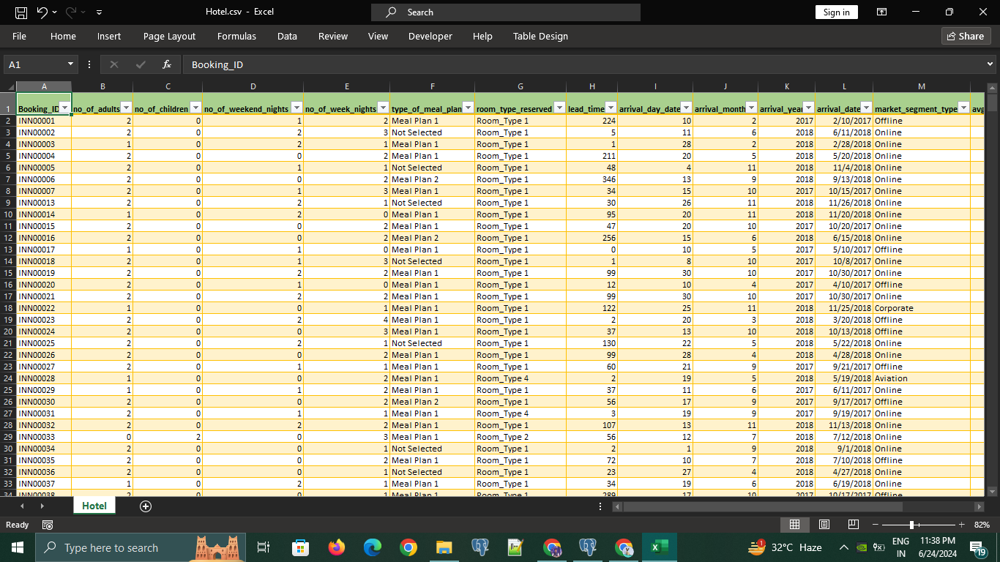 Hotel.csv - Excel
Search
Sign in
File Home Insert Page Layout Formulas Data Review View Developer Help Table Design Share
A1 fx Booking_ID
A B C D E F G H I J K L M
1 Booking_ID no_of_adults no_of_children no_of_weekend_nights no_of_week_nights type_of_meal_plan room_type_reserved lead_time arrival_day_date arrival_month arrival_year arrival_date market_segment_type avg
2 INN00001 2 0 1 2 Meal Plan 1 Room_Type 1 224 10 2 2017 2/10/2017 Offline
3 INN00002 2 0 2 3 Not Selected Room_Type 1 5 11 6 2018 6/11/2018 Online
4 INN00003 1 0 2 1 Meal Plan 1 Room_Type 1 1 28 2 2018 2/28/2018 Online
5 INN00004 2 0 0 2 Meal Plan 1 Room_Type 1 211 20 5 2018 5/20/2018 Online
6 INN00005 2 0 1 1 Not Selected Room_Type 1 48 4 11 2018 11/4/2018 Online
7 INN00006 2 0 0 2 Meal Plan 2 Room_Type 1 346 13 9 2018 9/13/2018 Online
8 INN00007 2 0 1 3 Meal Plan 1 Room_Type 1 34 15 10 2017 10/15/2017 Online
9 INN00013 2 0 2 1 Not Selected Room_Type 1 30 26 11 2018 11/26/2018 Online
10 INN00014 1 0 2 0 Meal Plan 1 Room_Type 1 95 20 11 2018 11/20/2018 Online
11 INN00015 2 0 0 2 Meal Plan 1 Room_Type 1 47 20 10 2017 10/20/2017 Online
12 INN00016 2 0 0 2 Meal Plan 2 Room_Type 1 256 15 6 2018 6/15/2018 Online
13 INN00017 1 0 1 0 Meal Plan 1 Room_Type 1 0 10 5 2017 5/10/2017 Offline
14 INN00018 2 0 1 3 Not Selected Room_Type 1 1 8 10 2017 10/8/2017 Online
15 INN00019 2 0 2 2 Meal Plan 1 Room_Type 1 99 30 10 2017 10/30/2017 Online
16 INN00020 2 0 1 0 Meal Plan 1 Room_Type 1 12 10 4 2017 4/10/2017 Offline
17 INN00021 2 0 2 2 Meal Plan 1 Room_Type 1 99 30 10 2017 10/30/2017 Online
18 INN00022 1 0 0 1 Meal Plan 1 Room_Type 1 122 25 11 2018 11/25/2018 Corporate
19 INN00023 2 0 2 4 Meal Plan 1 Room_Type 1 2 20 3 2018 3/20/2018 Offline
20 INN00024 2 0 0 3 Meal Plan 1 Room_Type 1 37 13 10 2018 10/13/2018 Offline
21 INN00025 2 0 2 1 Not Selected Room_Type 1 130 22 5 2018 5/22/2018 Online
22 INN00026 2 0 0 2 Meal Plan 1 Room_Type 1 99 28 4 2018 4/28/2018 Online
23 INN00027 2 0 1 1 Meal Plan 1 Room_Type 1 60 21 9 2017 9/21/2017 Offline
24 INN00028 1 0 0 2 Meal Plan 1 Room_Type 4 2 19 5 2018 5/19/2018 Aviation
25 INN00029 1 0 1 2 Meal Plan 1 Room_Type 1 37 11 6 2017 6/11/2017 Online
26 INN00030 2 0 0 2 Meal Plan 2 Room_Type 1 56 17 9 2017 9/17/2017 Offline
27 INN00031 2 0 1 1 Meal Plan 1 Room_Type 4 3 19 9 2017 9/19/2017 Online
28 INN00032 2 0 2 2 Meal Plan 1 Room_Type 1 107 13 11 2018 11/13/2018 Online
29 INN00033 0 2 0 3 Meal Plan 1 Room_Type 2 56 12 7 2018 7/12/2018 Online
30 INN00034 2 0 0 1 Not Selected Room_Type 1 2 1 9 2018 9/1/2018 Online
31 INN00035 2 0 0 2 Meal Plan 1 Room_Type 1 72 10 7 2018 7/10/2018 Offline
32 INN00036 2 0 0 1 Not Selected Room_Type 1 23 27 4 2018 4/27/2018 Online
33 INN00037 1 0 2 1 Meal Plan 1 Room_Type 1 34 19 6 2018 6/19/2018 Online
34 INN00038 1 0 0 1 Meal Plan 1 Room_Type 1 289 17 10 2017 10/17/2017 Offline
Hotel
Ready 82%
Type here to search 1 32°C Haze ENG 11:38 PM
IN 6/24/2024 19